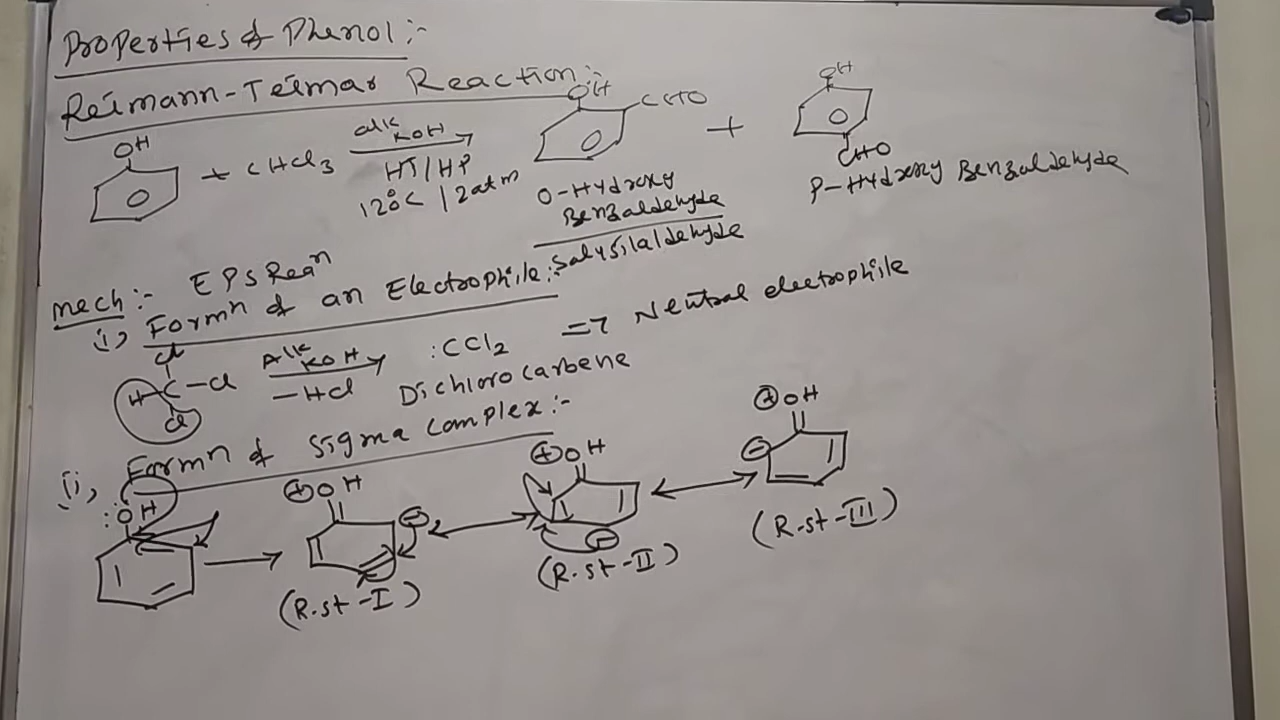 Properties of Phenol:-
Reimann-Teimar Reaction:-
OH + CHCl3 alk KOH HT/HP 120°C / 2atm OH CHO + OH CHO
O-Hydroxy Benzaldehyde
Salysilaldehyde
P-Hydroxy Benzaldehyde
Mech:- EPS Reaⁿ
(i) Formⁿ of an Electrophile:-
H-C-Cl Cl Cl Alk KOH -HCl :CCl2 => Neutral electrophile
Dichlorocarbene
(ii) Formⁿ of Sigma complex:-
:OH ⊕OH ⊖ ⊕OH ⊖ ⊕OH ⊖
(R.st-I) (R.st-II) (R.st-III)